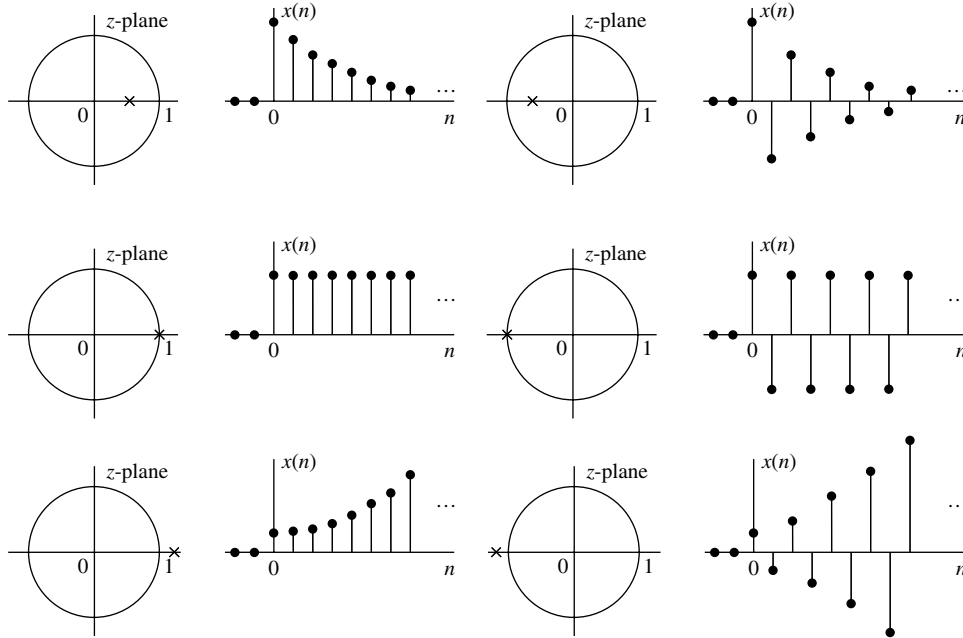 z-plane x(n) z-plane x(n)
...  ...
0 1 0 n 0 1 0 n
z-plane x(n) z-plane x(n)
...  ...
0 1 0 n 0 1 0 n
z-plane x(n) z-plane x(n)
...  ...
0 1 0 n 0 1 0 n